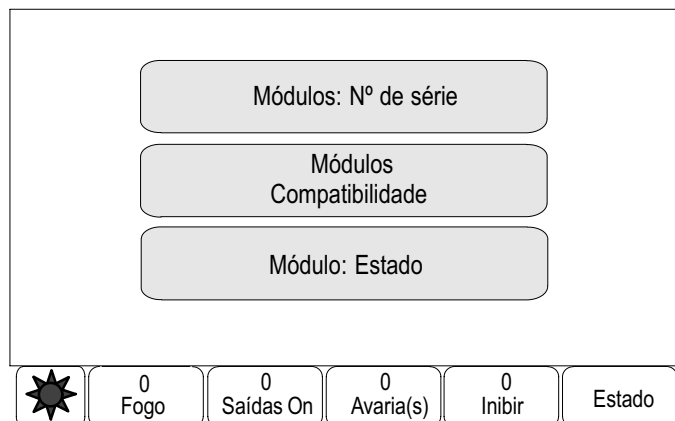 Módulos: Nº de série
Módulos
Compatibilidade
Módulo: Estado
0
Fogo
0
Saídas On
0
Avaria(s)
0
Inibir
Estado